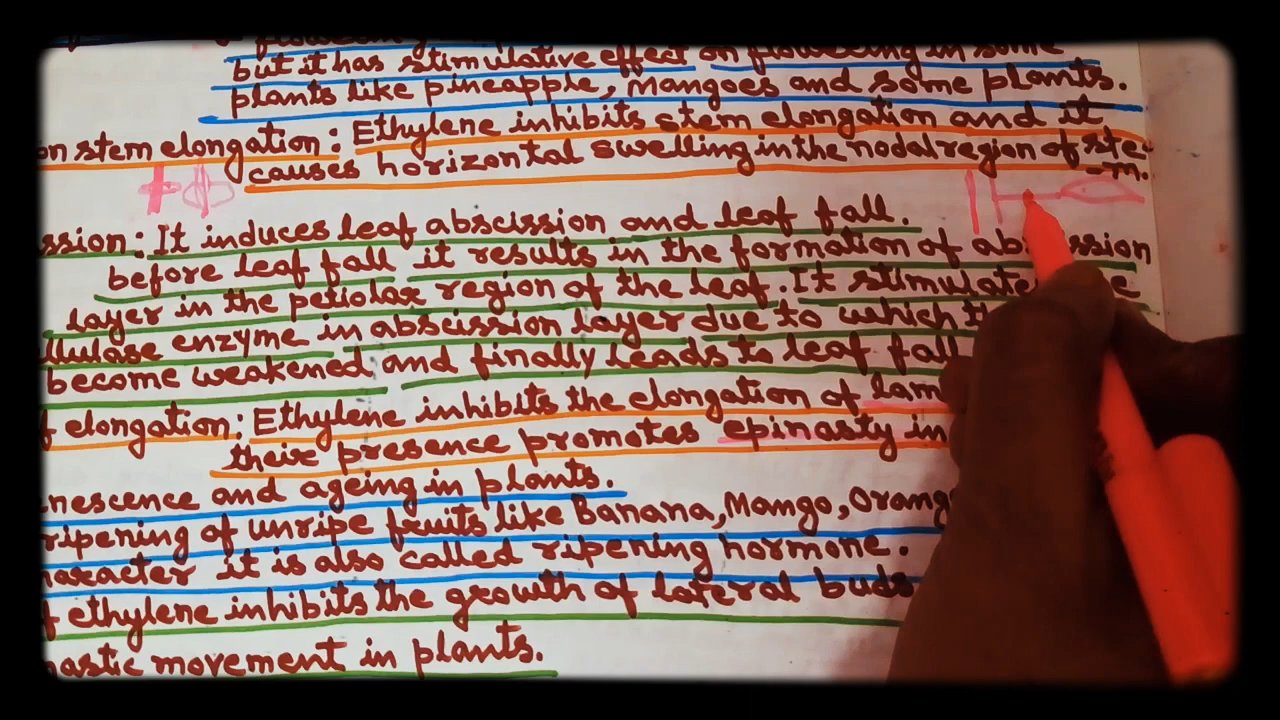 but it has stimulative effect on flowering in some
plants like pineapple, Mangoes and some plants.
on stem elongation: Ethylene inhibits stem elongation and it
causes horizontal swelling in the nodal region of ste-
-m.
ssion: It induces leaf abscission and leaf fall.
before leaf fall it results in the formation of abssion
layer in the petiolar region of the leaf. It stimulate e
llulase enzyme in abscission layer due to which th
become weakened and finally leads to leaf fall
f elongation: Ethylene inhibits the elongation of lam
their presence promotes epinasty in
nescence and ageing in plants.
ripening of unripe fruits like Banana, Mango, Orang
haracter it is also called ripening hormone.
f ethylene inhibits the growth of lateral buds
nastic movement in plants.